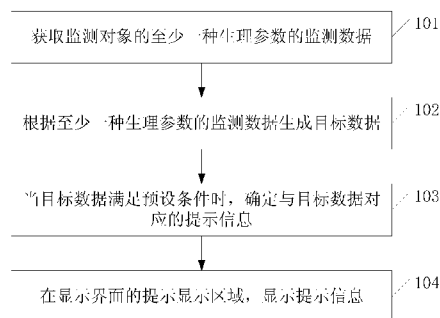 获取监测对象的至少一种生理参数的监测数据
101
根据至少一种生理参数的监测数据生成目标数据
102
当目标数据满足预设条件时，确定与目标数据对
应的提示信息
103
在显示界面的提示显示区域，显示提示信息
104